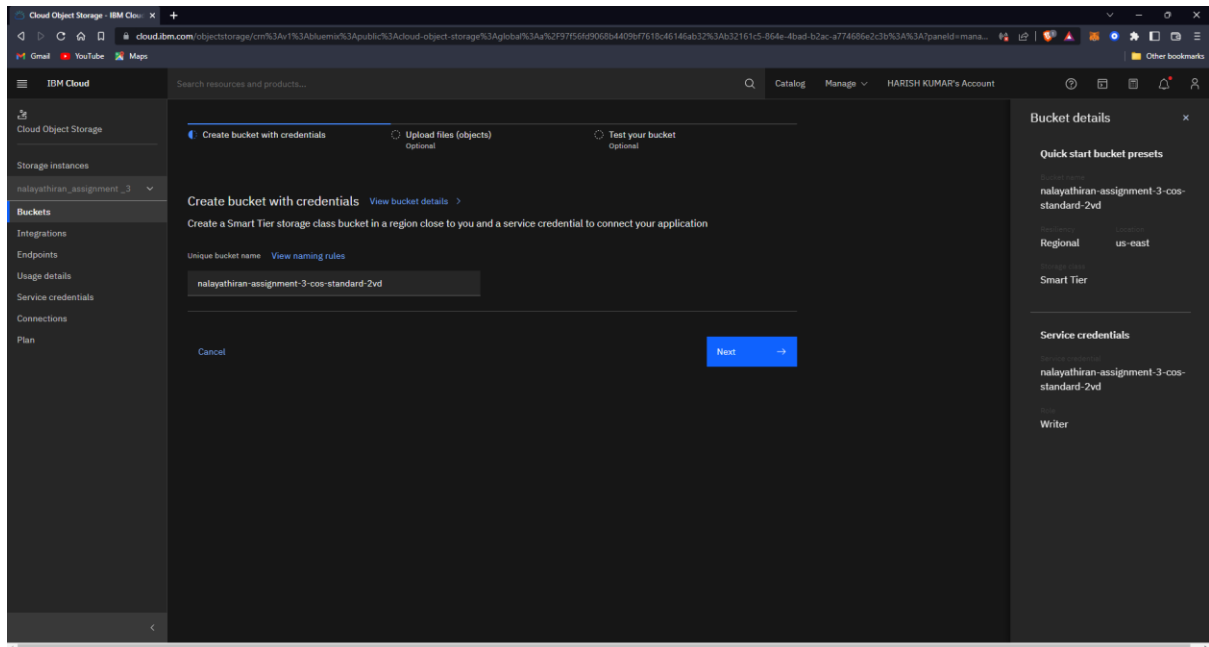 Cloud Object Storage - IBM Clou
cloud.ibm.com/objectstorage/crn%3Av1%3Abluemix%3Apublic%3Acloud-object-storage%3Aglobal%3Aa%2F97f56fd9068b4409bf7618c46146ab32%3Ab32161c5-864e-4bad-b2ac-a774686e2c3b%3A%3A?paneId=mana...
Gmail YouTube Maps Other bookmarks
IBM Cloud Search resources and products... Catalog Manage HARISH KUMAR's Account
Cloud Object Storage
Storage instances
nalayathiran_assignment _3
Buckets
Integrations
Endpoints
Usage details
Service credentials
Connections
Plan
Create bucket with credentials Upload files (objects) Test your bucket
Optional Optional
Create bucket with credentials View bucket details
Create a Smart Tier storage class bucket in a region close to you and a service credential to connect your application
Unique bucket name View naming rules
nalayathiran-assignment-3-cos-standard-2vd
Cancel Next
Bucket details
Quick start bucket presets
Bucket name
nalayathiran-assignment-3-cos-
standard-2vd
Resiliency Location
Regional us-east
Storage class
Smart Tier
Service credentials
Service credential
nalayathiran-assignment-3-cos-
standard-2vd
Role
Writer